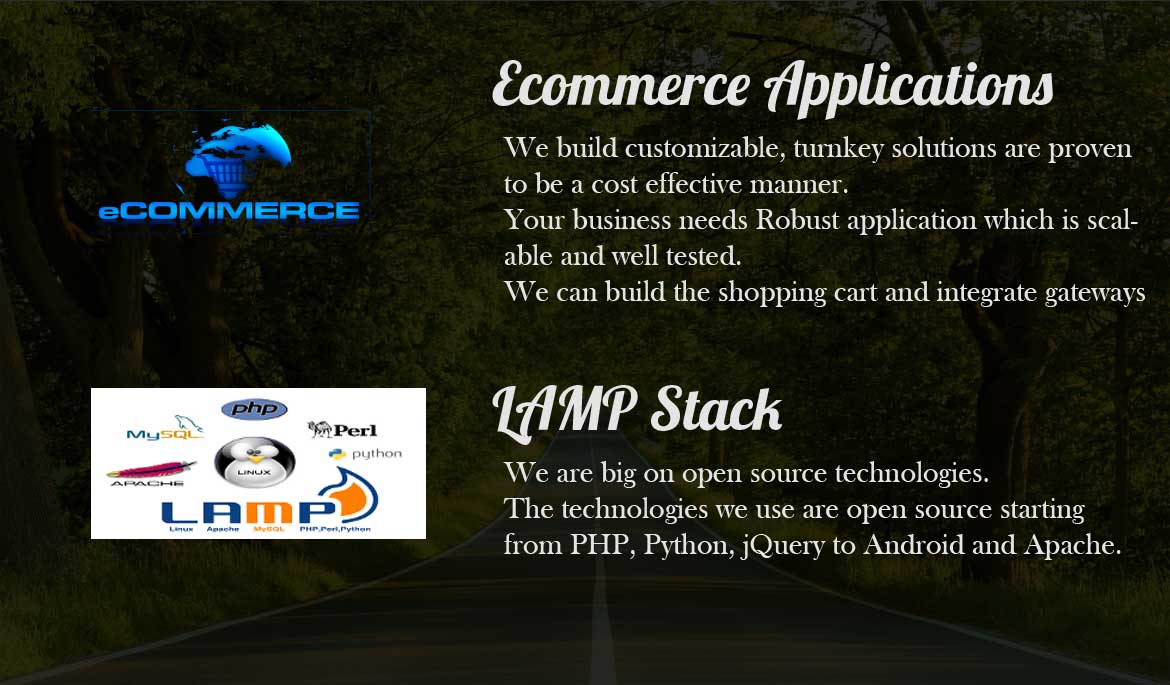 Ecommerce Applications
We build customizable, turnkey solutions are proven
to be a cost effective manner.
Your business needs Robust application which is scal-
able and well tested.
We can build the shopping cart and integrate gateways
eCOMMERCE
LAMP Stack
We are big on open source technologies.
The technologies we use are open source starting
from PHP, Python, jQuery to Android and Apache.
php
MySQL
Perl
python
LINUX
APACHE
LAMP
Linux Apache MySQL PHP,Perl,Python